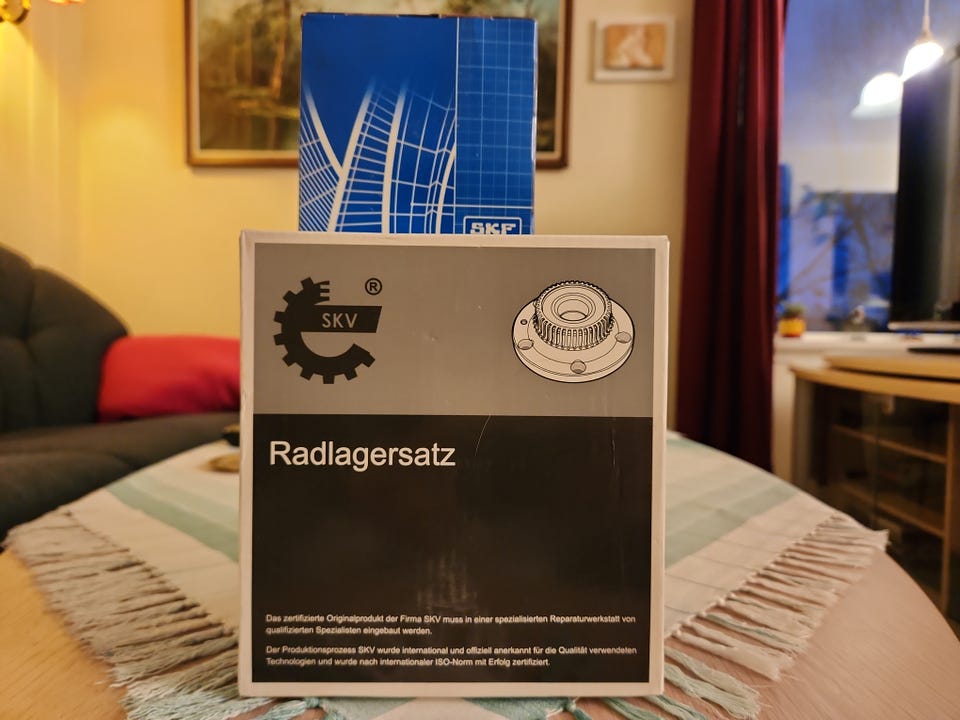 SKF
SKV
®
Radlagersatz
Das zertifizierte Originalprodukt der Firma SKV muss in einer spezialisierten Reparaturwerkstatt von
qualifizierten Spezialisten eingebaut werden.
Der Produktionsprozess SKV wurde international und offiziell anerkannt für die Qualität verwendeten
Technologien und wurde nach internationaler ISO-Norm mit Erfolg zertifiziert.